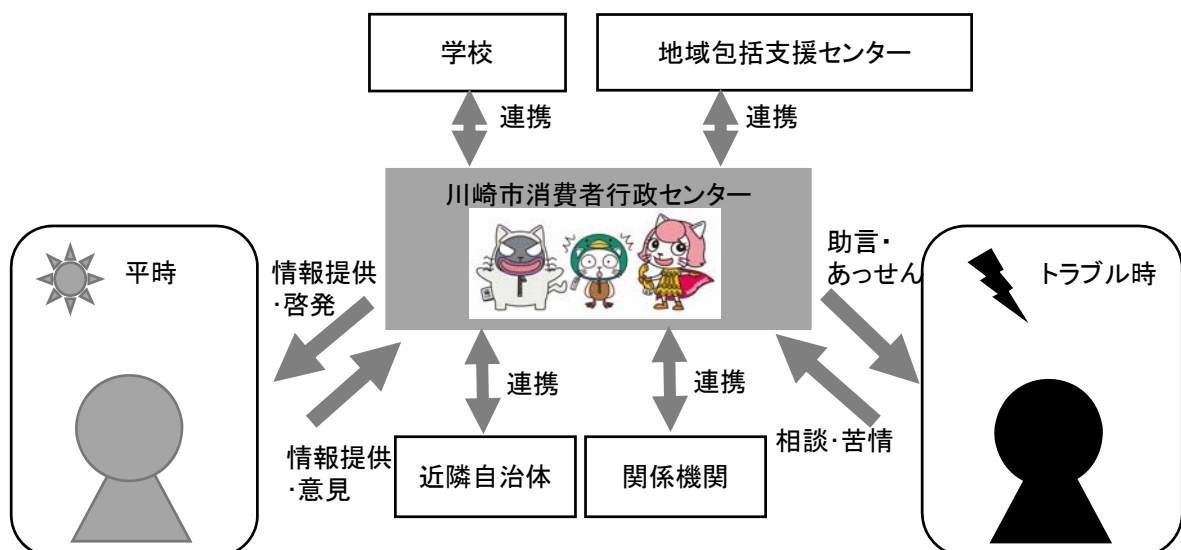 学校
地域包括支援センター
連携
連携
川崎市消費者行政センター
平時
情報提供
・啓発
助言・
あっせん
トラブル時
連携
連携
情報提供
・意見
相談・苦情
近隣自治体
関係機関